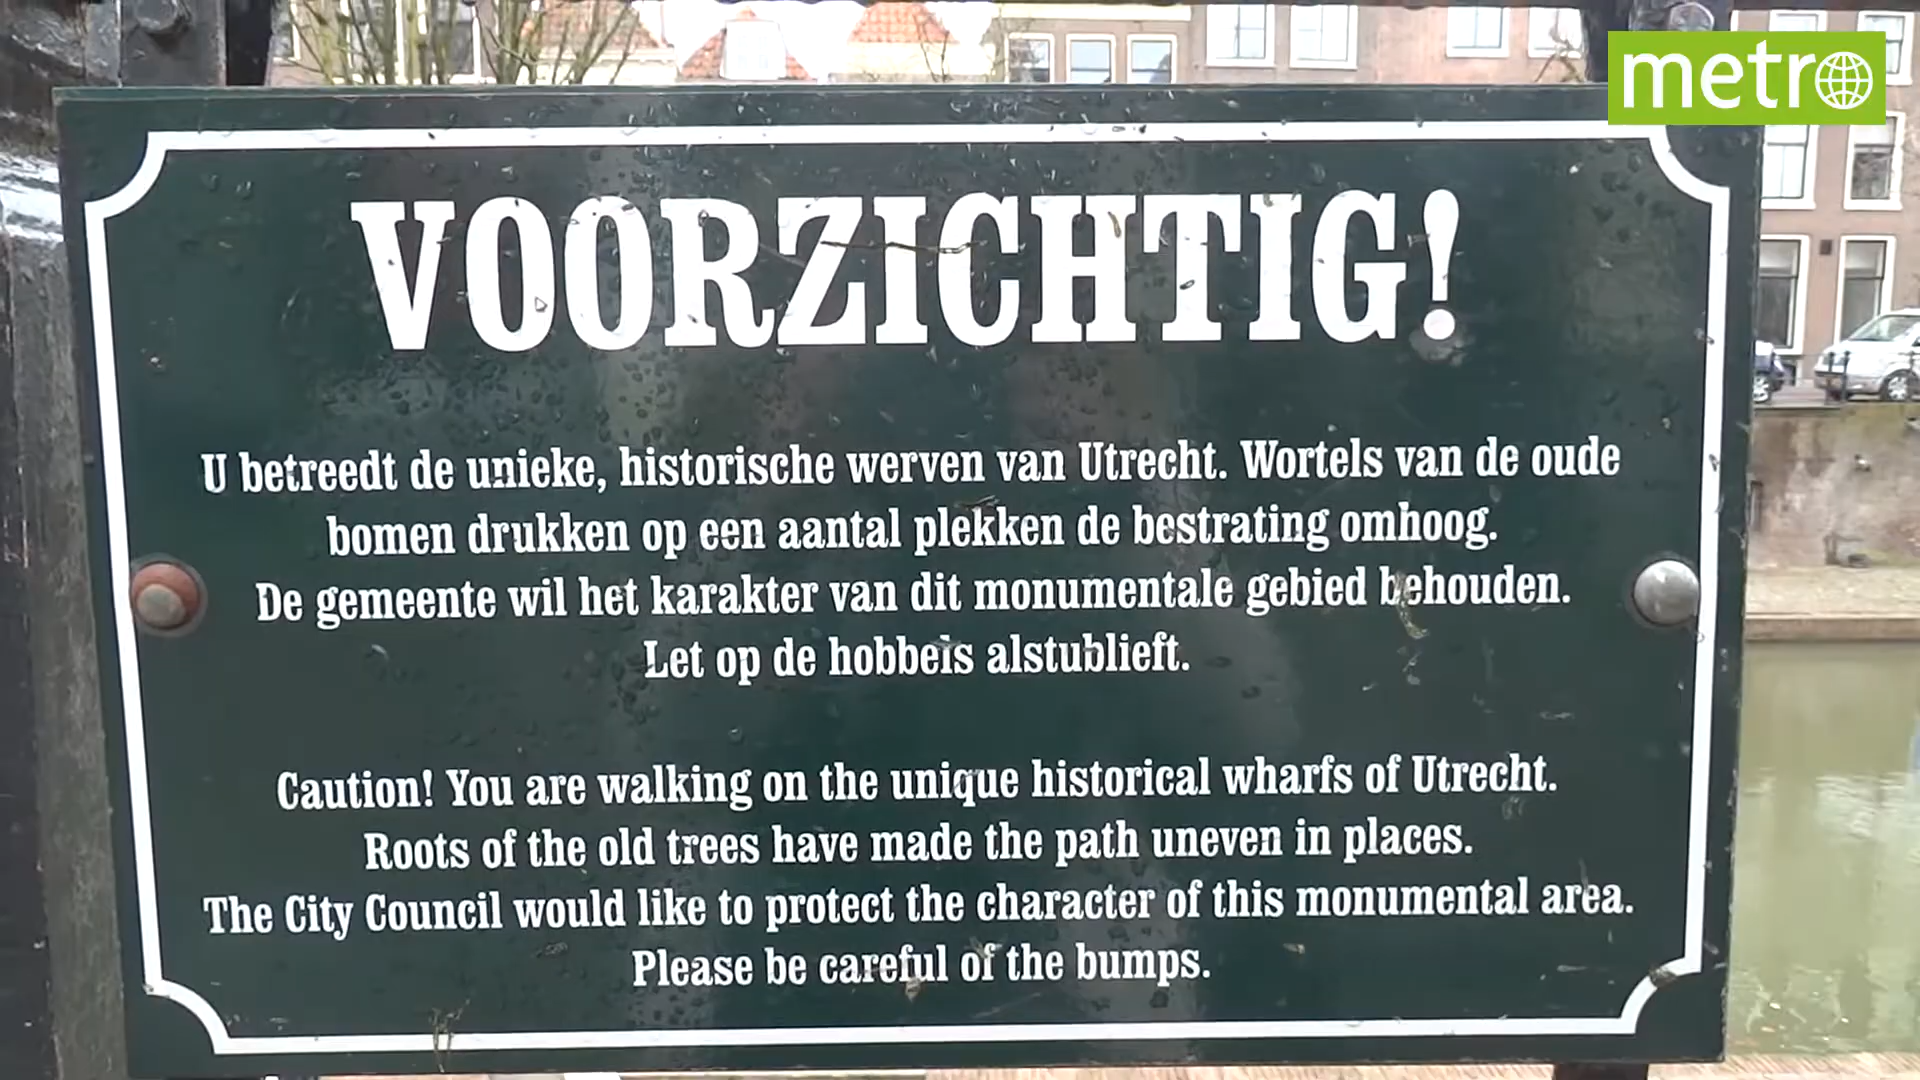 metro
VOORZICHTIG!
U betreedt de unieke, historische werven van Utrecht. Wortels van de oude
bomen drukken op een aantal plekken de bestrating omhoog.
De gemeente wil het karakter van dit monumentale gebied behouden.
Let op de hobbels alstublieft.
Caution! You are walking on the unique historical wharfs of Utrecht.
Roots of the old trees have made the path uneven in places.
The City Council would like to protect the character of this monumental area.
Please be careful of the bumps.